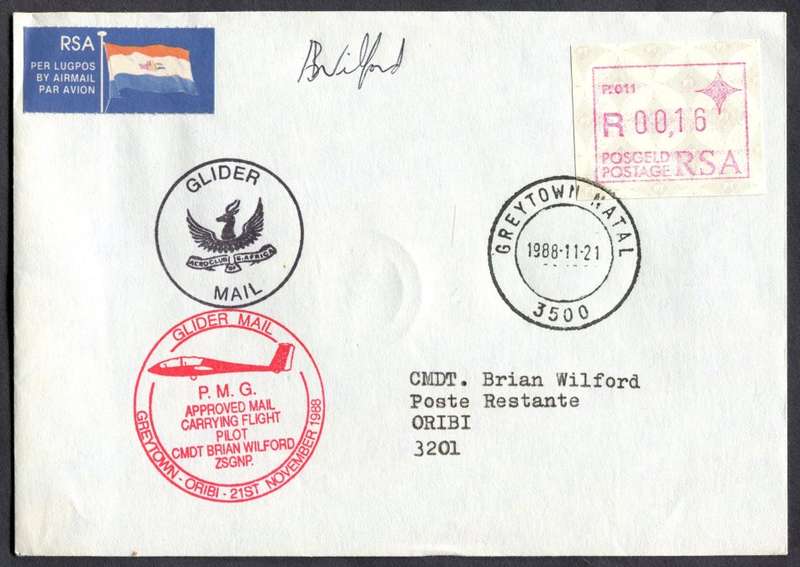 RSA
PER LUGPOS
BY AIRMAIL
PAR AVION
BWilford
P.011
R 00,16
POSGELD
POSTAGE RSA
GLIDER
AERO CLUB OF S. AFRICA
MAIL
GREYTOWN NATAL
1988-11-21
3500
GLIDER MAIL
P. M. G.
APPROVED MAIL
CARRYING FLIGHT
PILOT
CMDT BRIAN WILFORD
ZSGNP.
GREYTOWN - ORIBI - 21ST NOVEMBER 1988
CMDT. Brian Wilford
Poste Restante
ORIBI
3201